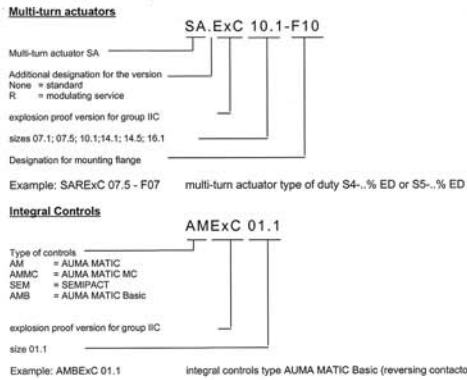 Multi-turn actuators
SA.ExC 10.1-F10
Multi-turn actuator SA
Additional designation for the version
None = standard
R = modulating service
explosion proof version for group IIC
sizes 07.1; 07.5; 10.1;14.1; 14.5; 16.1
Designation for mounting flange
Example: SARExC 07.5 - F07 multi-turn actuator type of duty S4-..% ED or S5-..% ED
Integral Controls
AMExC 01.1
Type of controls
AM = AUMA MATIC
AMMC = AUMA MATIC MC
SEM = SEMIPACT
AMB = AUMA MATIC Basic
explosion proof version for group IIC
size 01.1
Example: AMBExC 01.1 integral controls type AUMA MATIC Basic (reversing contacto